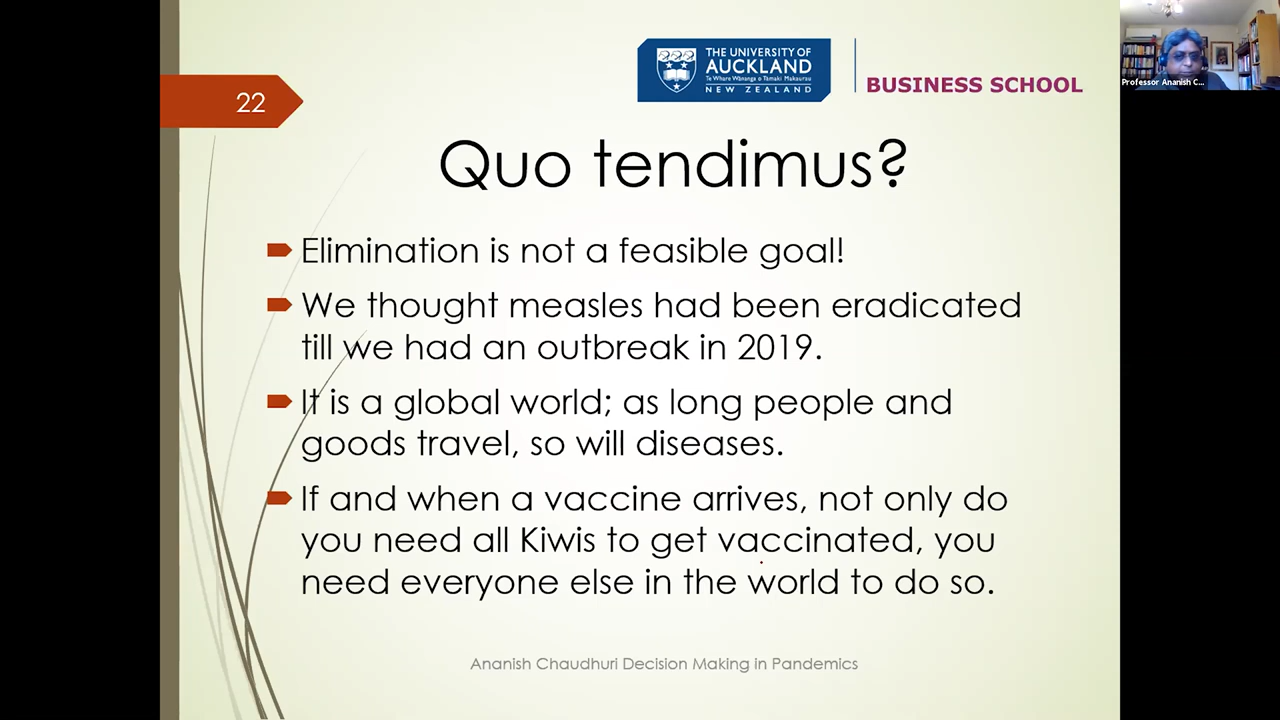 THE UNIVERSITY OF
AUCKLAND
Te Whare Wānanga o Tāmaki Makaurau
NEW ZEALAND
BUSINESS SCHOOL
Professor Ananish C...
22
Quo tendimus?
Elimination is not a feasible goal!
We thought measles had been eradicated
till we had an outbreak in 2019.
It is a global world; as long people and
goods travel, so will diseases.
If and when a vaccine arrives, not only do
you need all Kiwis to get vaccinated, you
need everyone else in the world to do so.
Ananish Chaudhuri Decision Making in Pandemics